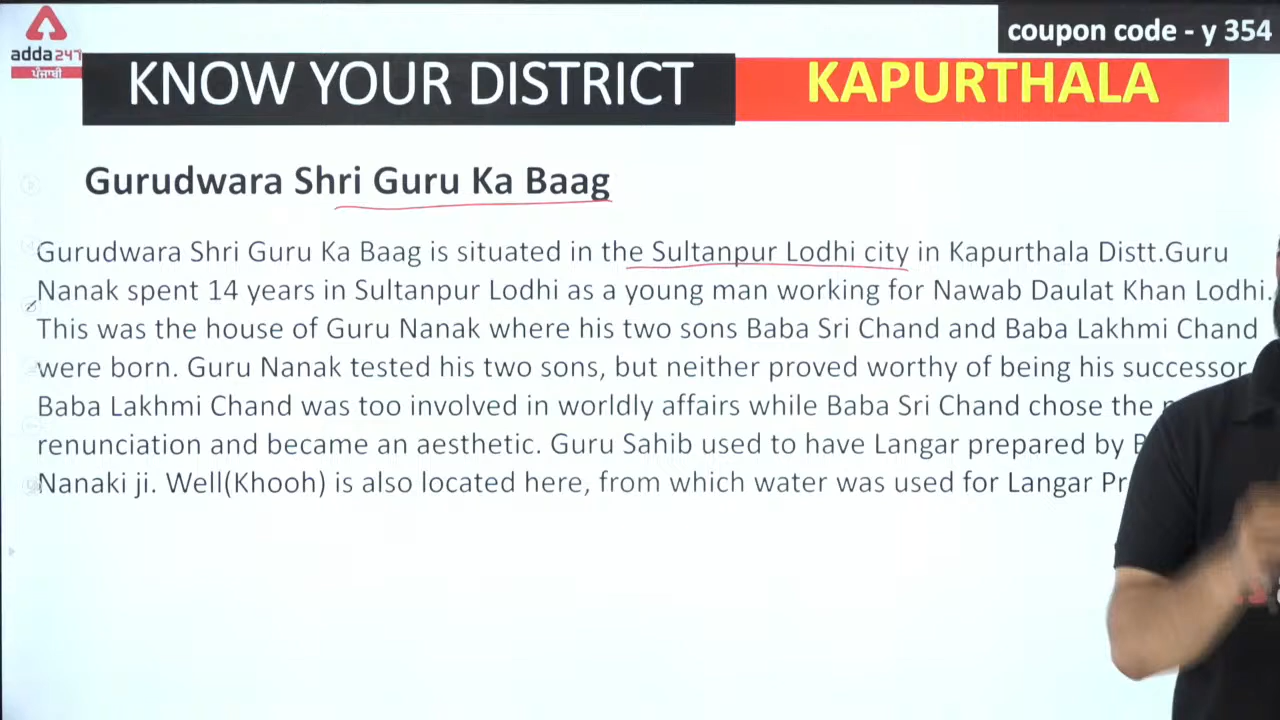 coupon code - y 354
adda247
ਪੰਜਾਬੀ
KNOW YOUR DISTRICT KAPURTHALA
Gurudwara Shri Guru Ka Baag
Gurudwara Shri Guru Ka Baag is situated in the Sultanpur Lodhi city in Kapurthala Distt.Guru
Nanak spent 14 years in Sultanpur Lodhi as a young man working for Nawab Daulat Khan Lodhi.
This was the house of Guru Nanak where his two sons Baba Sri Chand and Baba Lakhmi Chand
were born. Guru Nanak tested his two sons, but neither proved worthy of being his successor
Baba Lakhmi Chand was too involved in worldly affairs while Baba Sri Chand chose the
renunciation and became an aesthetic. Guru Sahib used to have Langar prepared by
Nanaki ji. Well(Khooh) is also located here, from which water was used for Langar